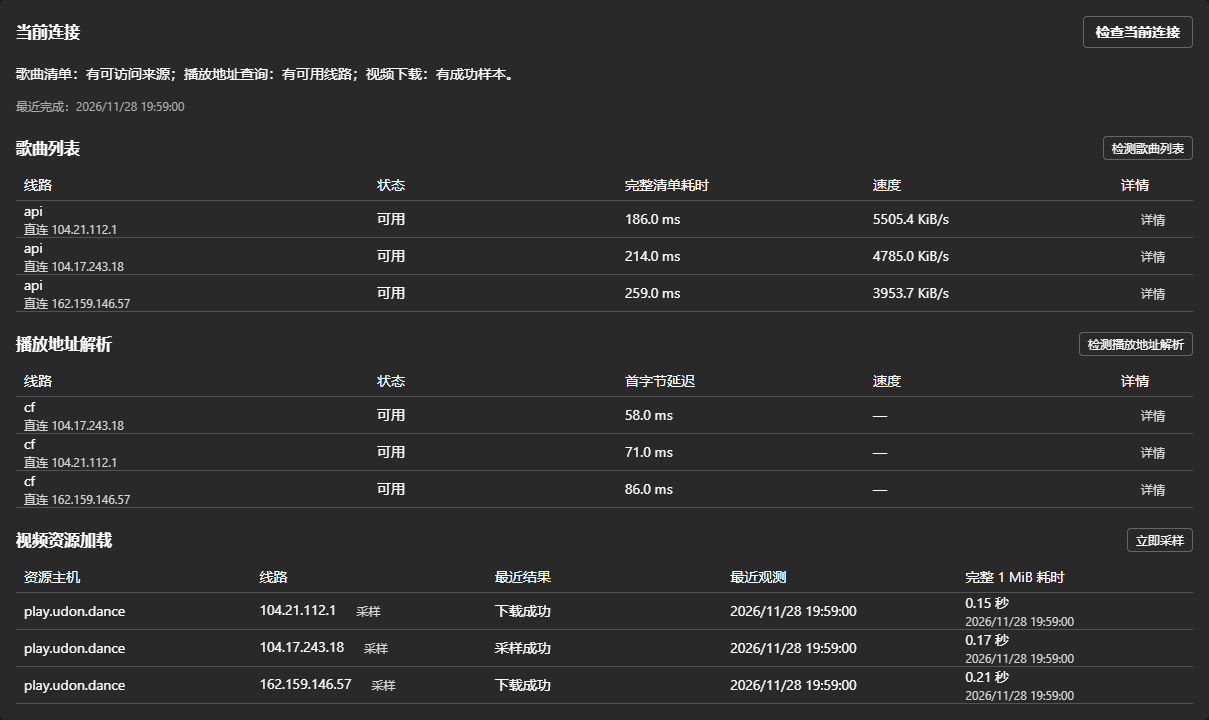 当前连接 检查当前连接
歌曲清单：有可访问来源；播放地址查询：有可用线路；视频下载：有成功样本。
最近完成：2026/11/28 19:59:00
歌曲列表 检测歌曲列表
线路 状态 完整清单耗时 速度 详情
api
直连 104.21.112.1 可用 186.0 ms 5505.4 KiB/s 详情
api
直连 104.17.243.18 可用 214.0 ms 4785.0 KiB/s 详情
api
直连 162.159.146.57 可用 259.0 ms 3953.7 KiB/s 详情
播放地址解析 检测播放地址解析
线路 状态 首字节延迟 速度 详情
cf
直连 104.17.243.18 可用 58.0 ms — 详情
cf
直连 104.21.112.1 可用 71.0 ms — 详情
cf
直连 162.159.146.57 可用 86.0 ms — 详情
视频资源加载 立即采样
资源主机 线路 最近结果 最近观测 完整 1 MiB 耗时
play.udon.dance 104.21.112.1 采样 下载成功 2026/11/28 19:59:00 0.15 秒
2026/11/28 19:59:00
play.udon.dance 104.17.243.18 采样 采样成功 2026/11/28 19:59:00 0.17 秒
2026/11/28 19:59:00
play.udon.dance 162.159.146.57 采样 下载成功 2026/11/28 19:59:00 0.21 秒
2026/11/28 19:59:00